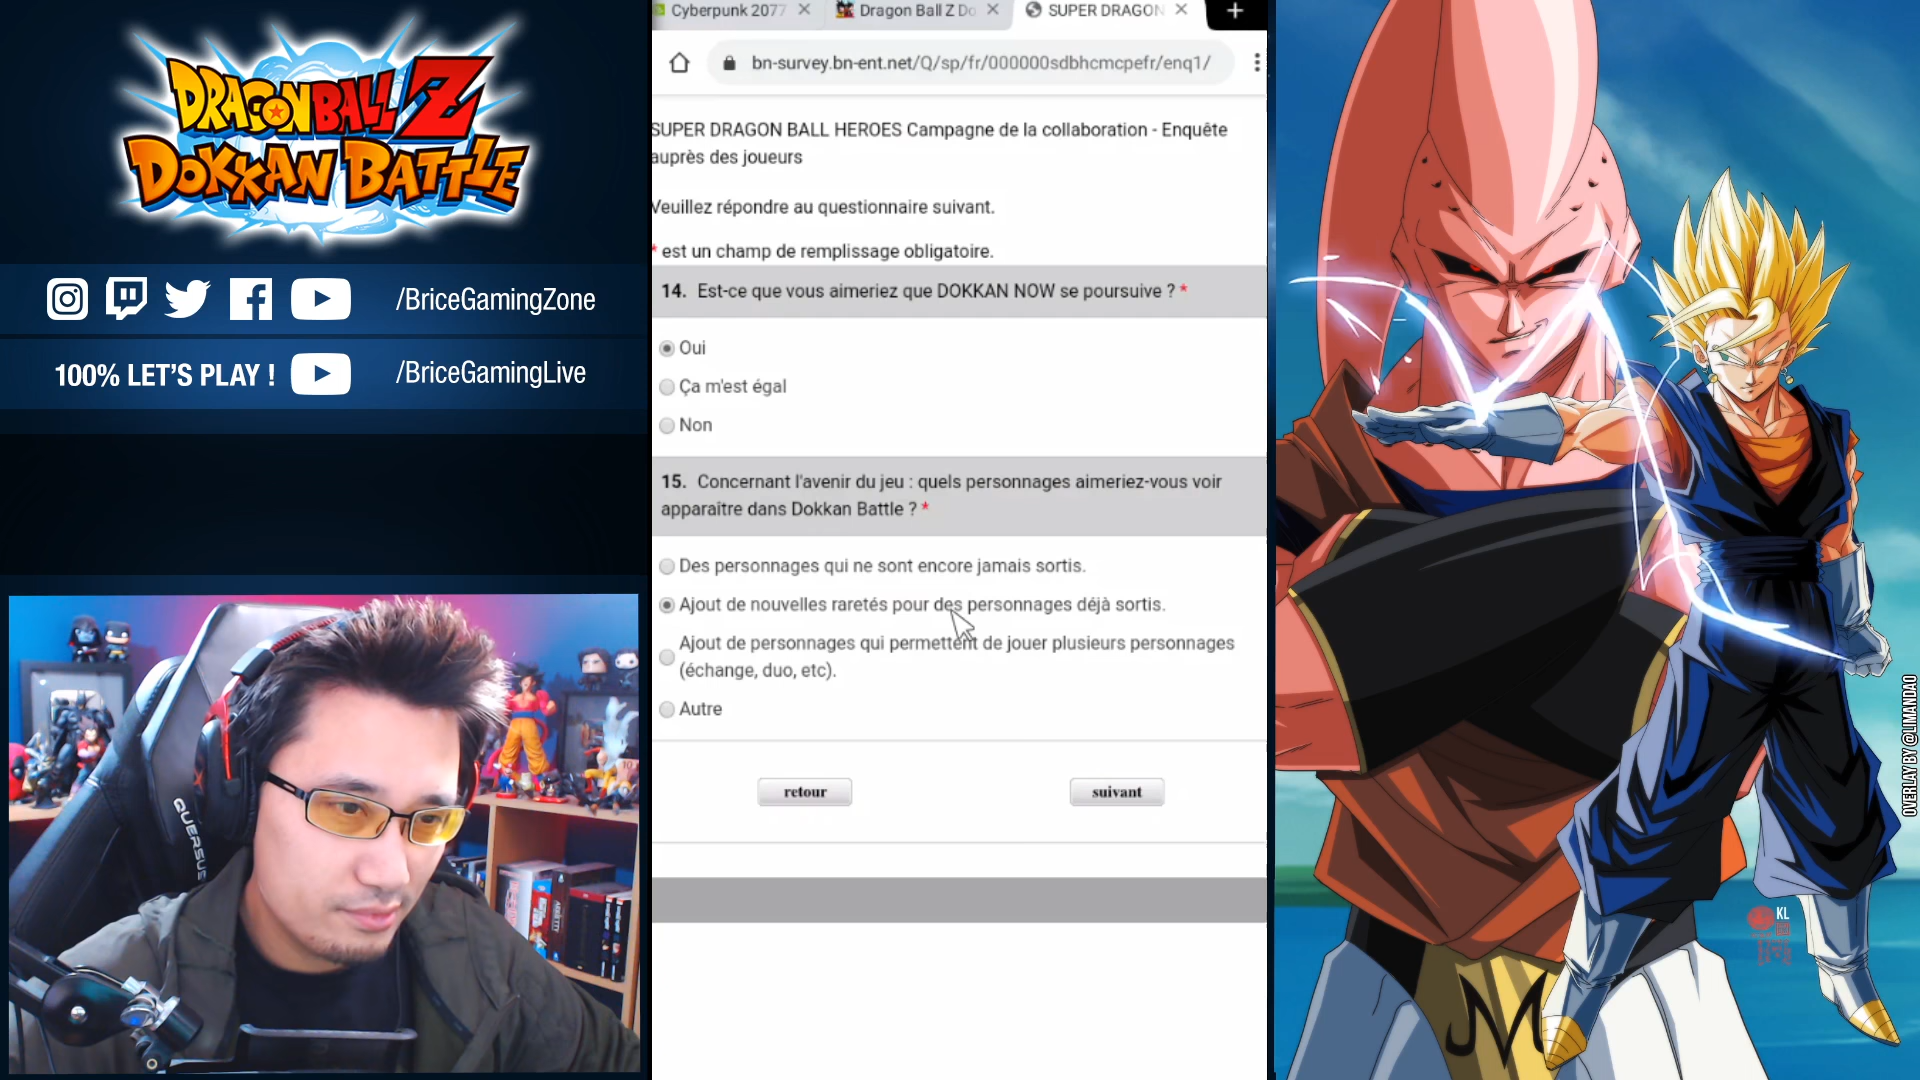 DRAGON BALL Z
DOKKAN BATTLE
/BriceGamingZone
100% LET'S PLAY !
/BriceGamingLive
Cyberpunk 2077
Dragon Ball Z Do
SUPER DRAGON
bn-survey.bn-ent.net/Q/sp/fr/000000sdbhcmcpefr/enq1/
SUPER DRAGON BALL HEROES Campagne de la collaboration - Enquête
auprès des joueurs
Veuillez répondre au questionnaire suivant.
* est un champ de remplissage obligatoire.
14. Est-ce que vous aimeriez que DOKKAN NOW se poursuive ? *
Oui
Ça m'est égal
Non
15. Concernant l'avenir du jeu : quels personnages aimeriez-vous voir
apparaître dans Dokkan Battle ? *
Des personnages qui ne sont encore jamais sortis.
Ajout de nouvelles raretés pour des personnages déjà sortis.
Ajout de personnages qui permettent de jouer plusieurs personnages
(échange, duo, etc).
Autre
retour
suivant
OVERLAY BY @LIMANDAO
KL